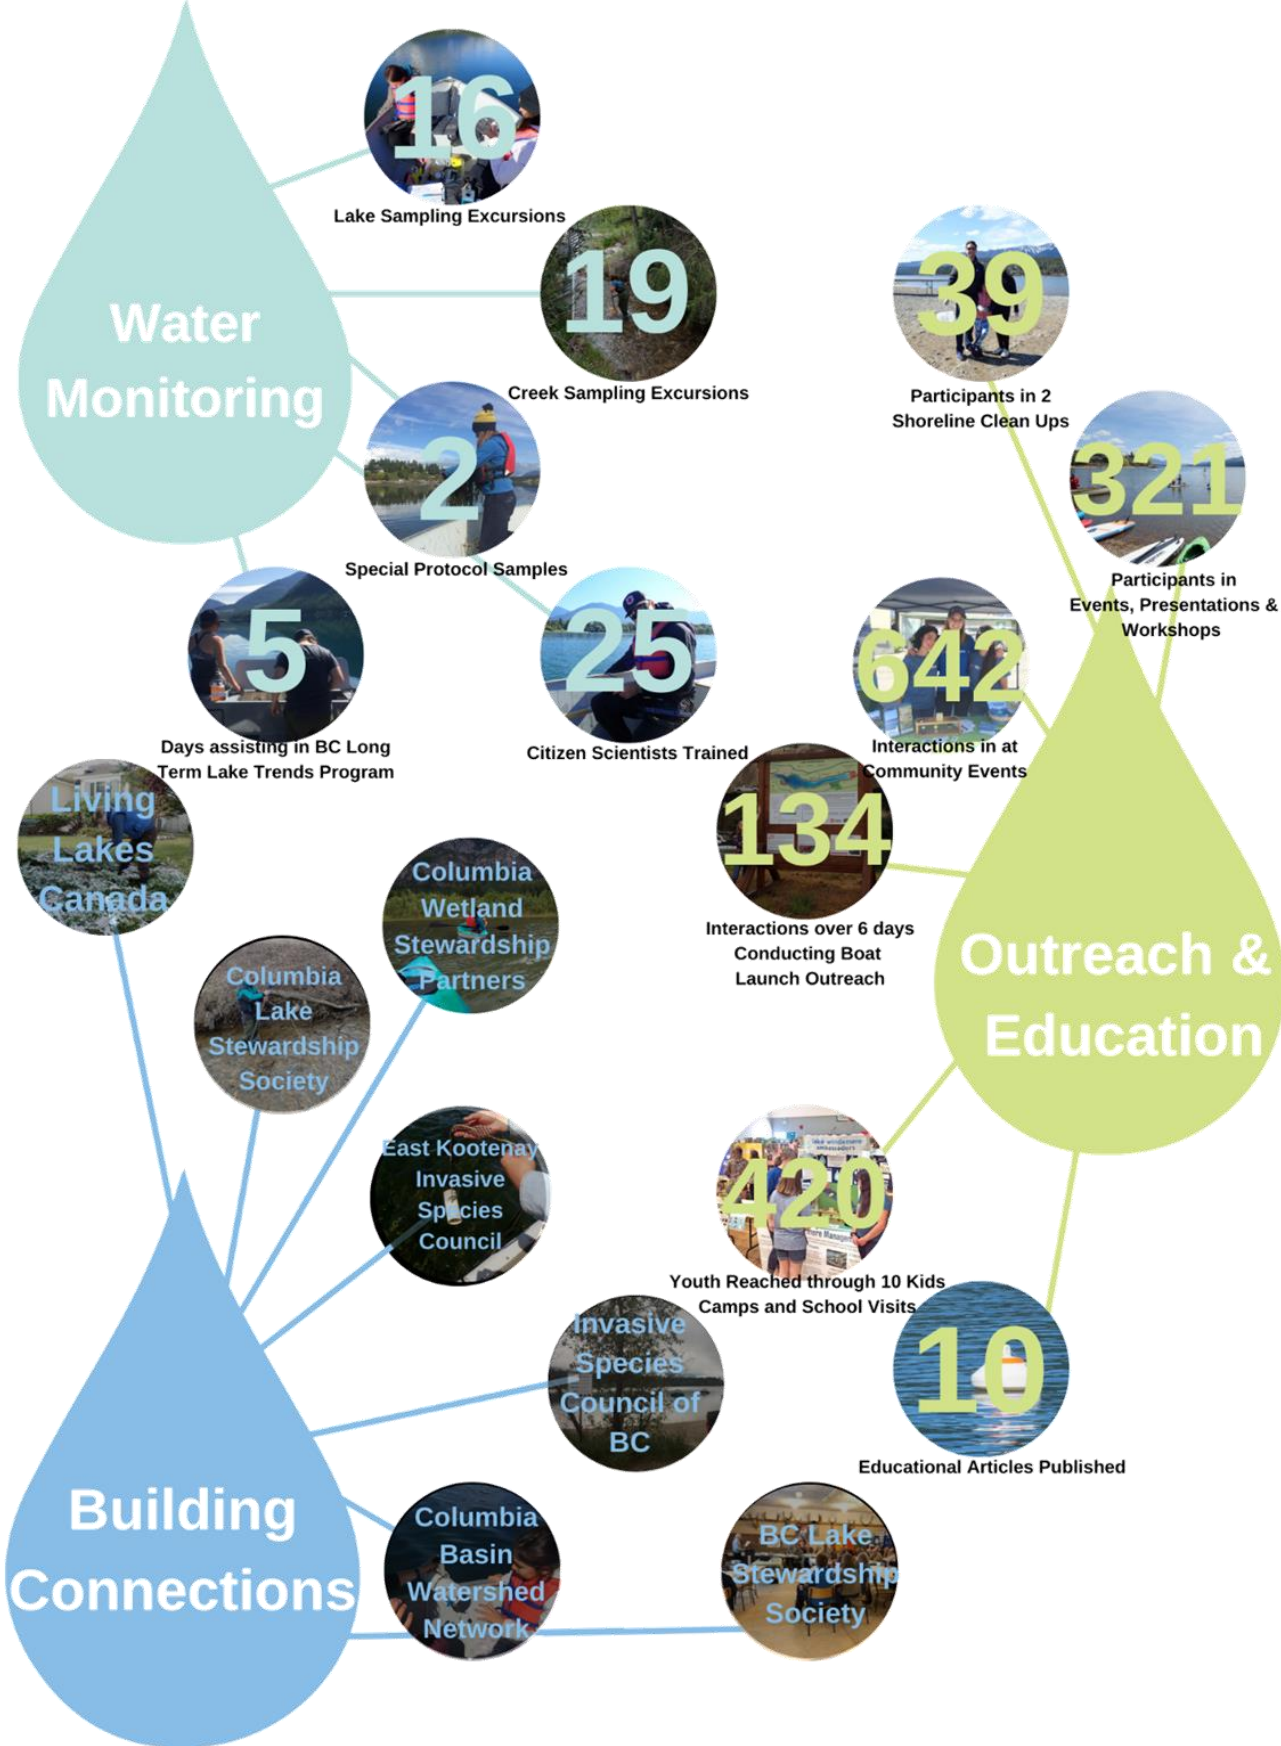 16
Lake Sampling Excursions
19
Creek Sampling Excursions
Water
Monitoring
2
Special Protocol Samples
5
Days assisting in BC Long
Term Lake Trends Program
25
Citizen Scientists Trained
39
Participants in 2
Shoreline Clean Ups
321
Participants in
Events, Presentations &
Workshops
642
Interactions in at
Community Events
134
Interactions over 6 days
Conducting Boat
Launch Outreach
Outreach &
Education
420
Youth Reached through 10 Kids
Camps and School Visits
10
Educational Articles Published
Living
Lakes
Canada
Columbia
Lake
Stewardship
Society
Columbia
Wetland
Stewardship
Partners
East Kootenay
Invasive
Species
Council
Invasive
Species
Council of
BC
Building
Connections
Columbia
Basin
Watershed
Network
BC Lake
Stewardship
Society